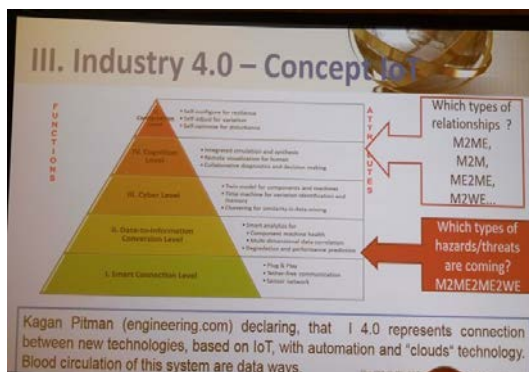 III. Industry 4.0 – Concept IoT
FUNCTIONS
ATTRIBUTES
V. Configuration Level
• Self-configure for resilience
• Self-adjust for variation
• Self-optimize for disturbance
IV. Cognition Level
• Integrated simulation and synthesis
• Remote visualization for human
• Collaborative diagnostics and decision making
III. Cyber Level
• Twin model for components and machines
• Time machine for variation identification and memory
• Clustering for similarity in data mining
II. Data-to-Information Conversion Level
• Smart analytics for
• Component machine health
• Multi-dimensional data correlation
• Degradation and performance prediction
I. Smart Connection Level
• Plug & Play
• Tether-free communication
• Sensor network
Which types of
relationships ?
M2ME,
M2M,
ME2ME,
M2WE...
Which types of
hazards/threats
are coming?
M2ME2ME2WE
Kagan Pitman (engineering.com) declaring, that I 4.0 represents connection
between new technologies, based on IoT, with automation and "clouds" technology.
Blood circulation of this system are data ways